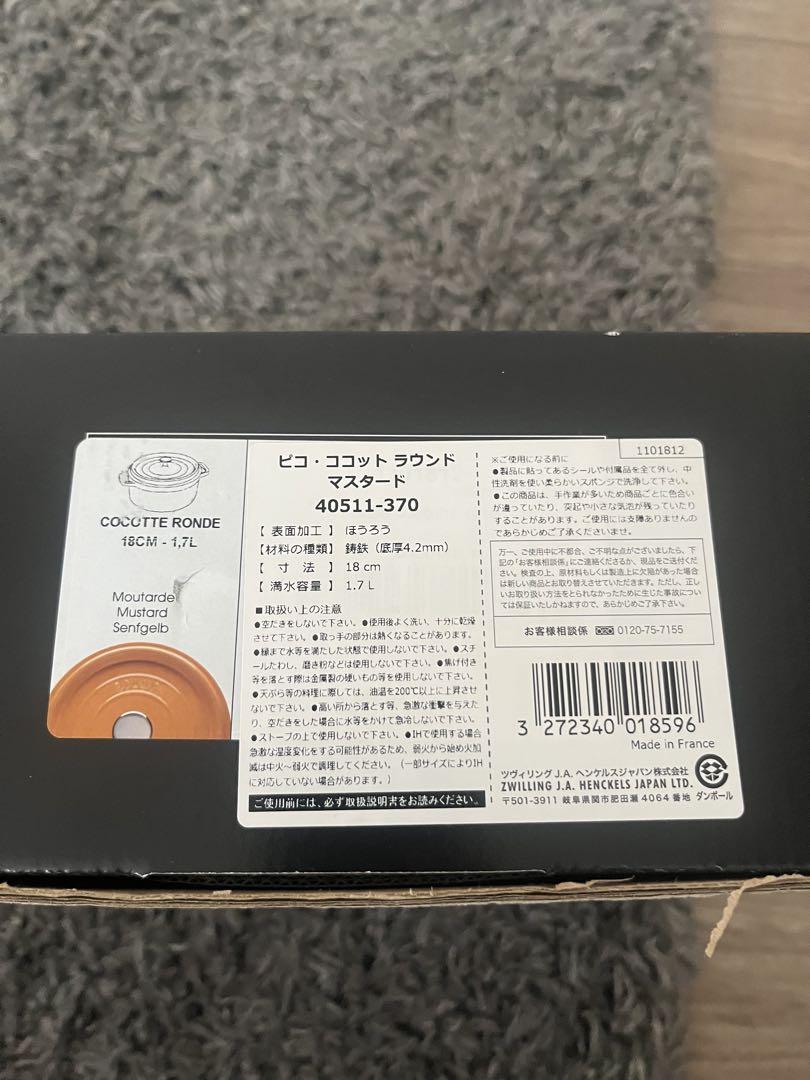 COCOTTE RONDE
18CM - 1,7L
Moutarde
Mustard
Senfgelb
ピコ・ココット ラウンド
マスタード
40511-370
【 表面加工 】 ほうろう
【材料の種類】 鋳鉄（底厚4.2mm）
【 寸 法 】 18 cm
【 満水容量 】 1.7 L
■取扱い上の注意
●空だきをしないで下さい。●使用後よく洗い、十分に乾燥
させて下さい。●取っ手の部分は熱くなることがあります。
●縁まで水等を満たした状態で使用しないで下さい。●スチ
ールたわし、磨き粉などは使用しないで下さい。●焦げ付き
等を落とす際は金属製の硬いもの等を使用しないで下さい。
●天ぷら等の料理に際しては、油温を200℃以上に上昇させ
ないで下さい。●高い所から落とす等、急激な衝撃を与えた
り、空だきをした場合に水等をかけて急冷しないで下さい。
●ストーブの上で使用しないで下さい。●IHで使用する場合
急激な温度変化をする可能性があるため、弱火から始め火加
減は中火～弱火で調理してください。（一部サイズによりIH
に対応していない場合があります。）
ご使用前には、必ず取扱説明書をお読みください。
1101812
※ご使用になる前に
●製品に貼ってあるシールや付属品を全て外し、中
性洗剤を使い柔らかいスポンジで洗浄して下さい。
●この商品は、手作業が多いため商品ごとに色合い
が違っていたり、突起や小さな気泡が残っていたり
することがあります。ご使用には支障ありませんの
であらかじめご了承くださいませ。
万一、ご使用中に不都合、ご不明な点がございましたら、下
記の「お客様相談係」にご連絡くださるか、現品をご送付くださ
い。検査の上、原材料もしくは製造上に欠陥があった場合
は新しい商品とお取り替えさせていただきます。ただし、正し
いお取り扱い方法をとられなかったために生じた事故につい
ては保証いたしかねますので、あらかじめご了承下さい。
お客様相談係 0120-75-7155
3 272340 018596
Made in France
ツヴィリング J.A. ヘンケルスジャパン株式会社
ZWILLING J.A. HENCKELS JAPAN LTD.
〒501-3911 岐阜県関市肥田瀬 4064 番地
ダンボール